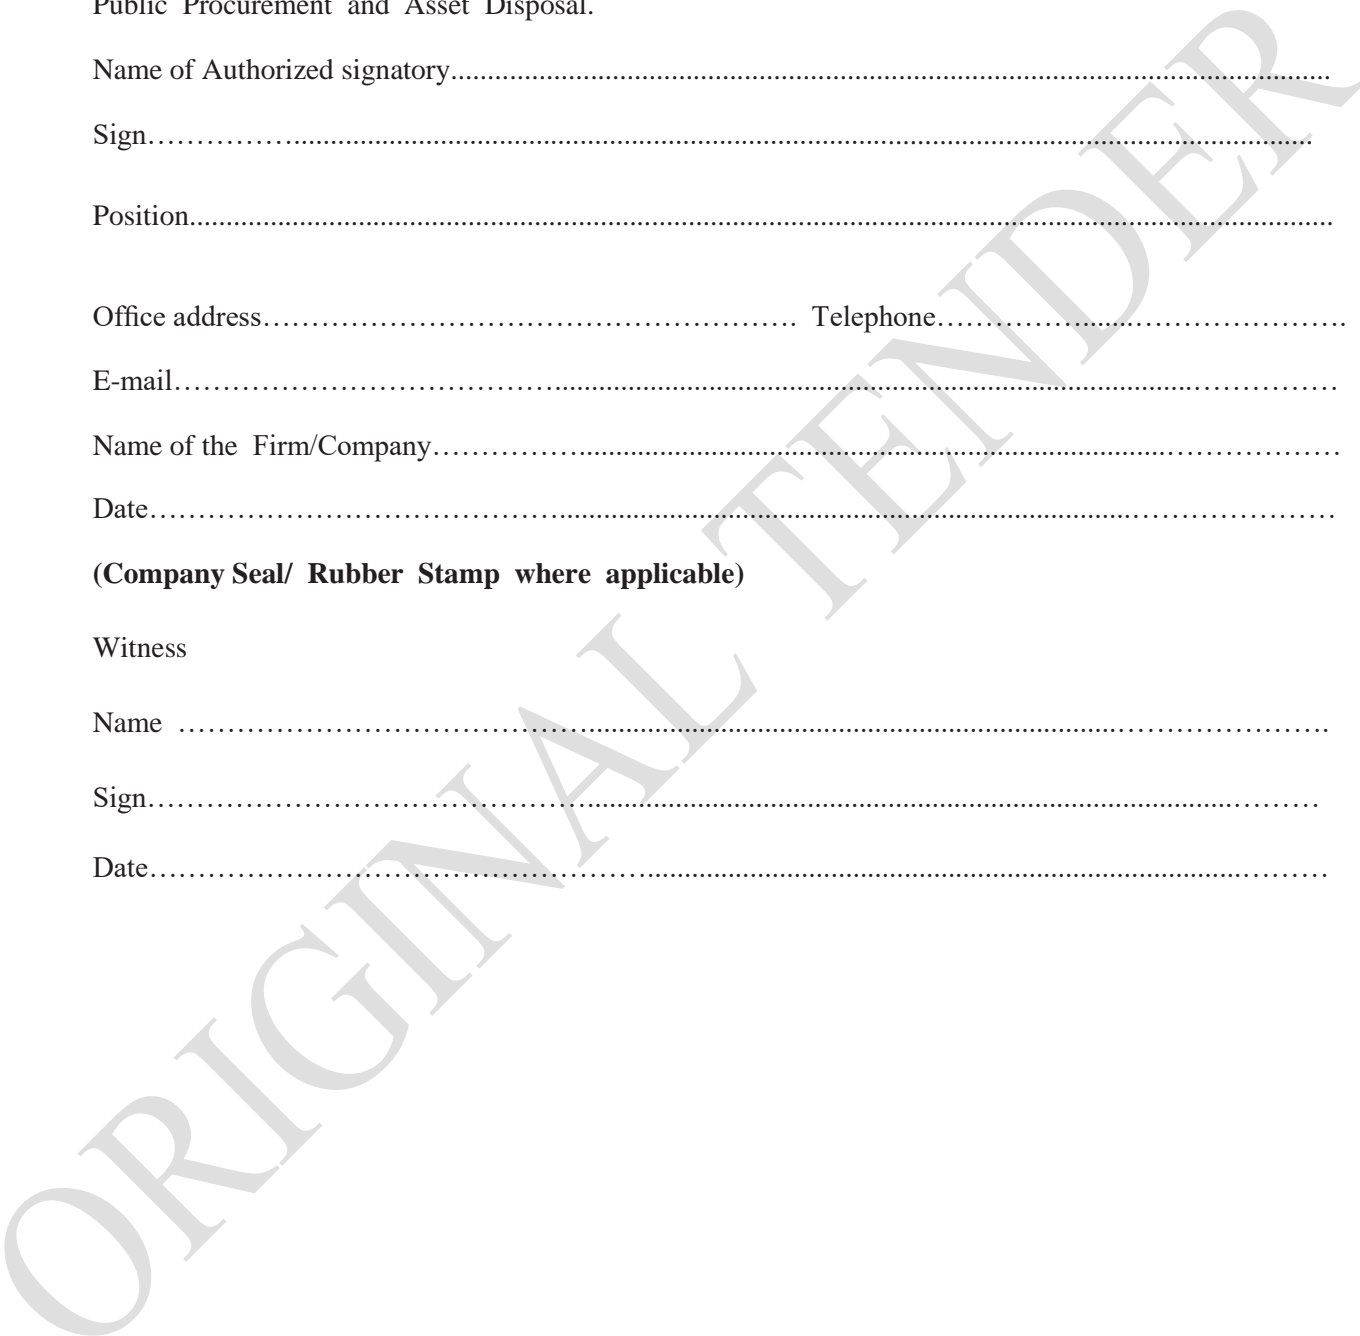 Public Procurement and Asset Disposal.
Name of Authorized signatory....................................................................................................................
Sign……………....................................................................................................................................
Position....................................................................................................................................................
Office address………………………………………………. Telephone………………......………………….
E-mail…………………………………....................................................................................……………
Name of the Firm/Company……………...............................................................................………………
Date……………………………………............................................................................…………………
(Company Seal/ Rubber Stamp where applicable)
Witness
Name ……………………………………......................................................................………………….
Sign………………………………………......................................................................................………
Date……………………………………………................................................................................………
ORIGINAL TENDER